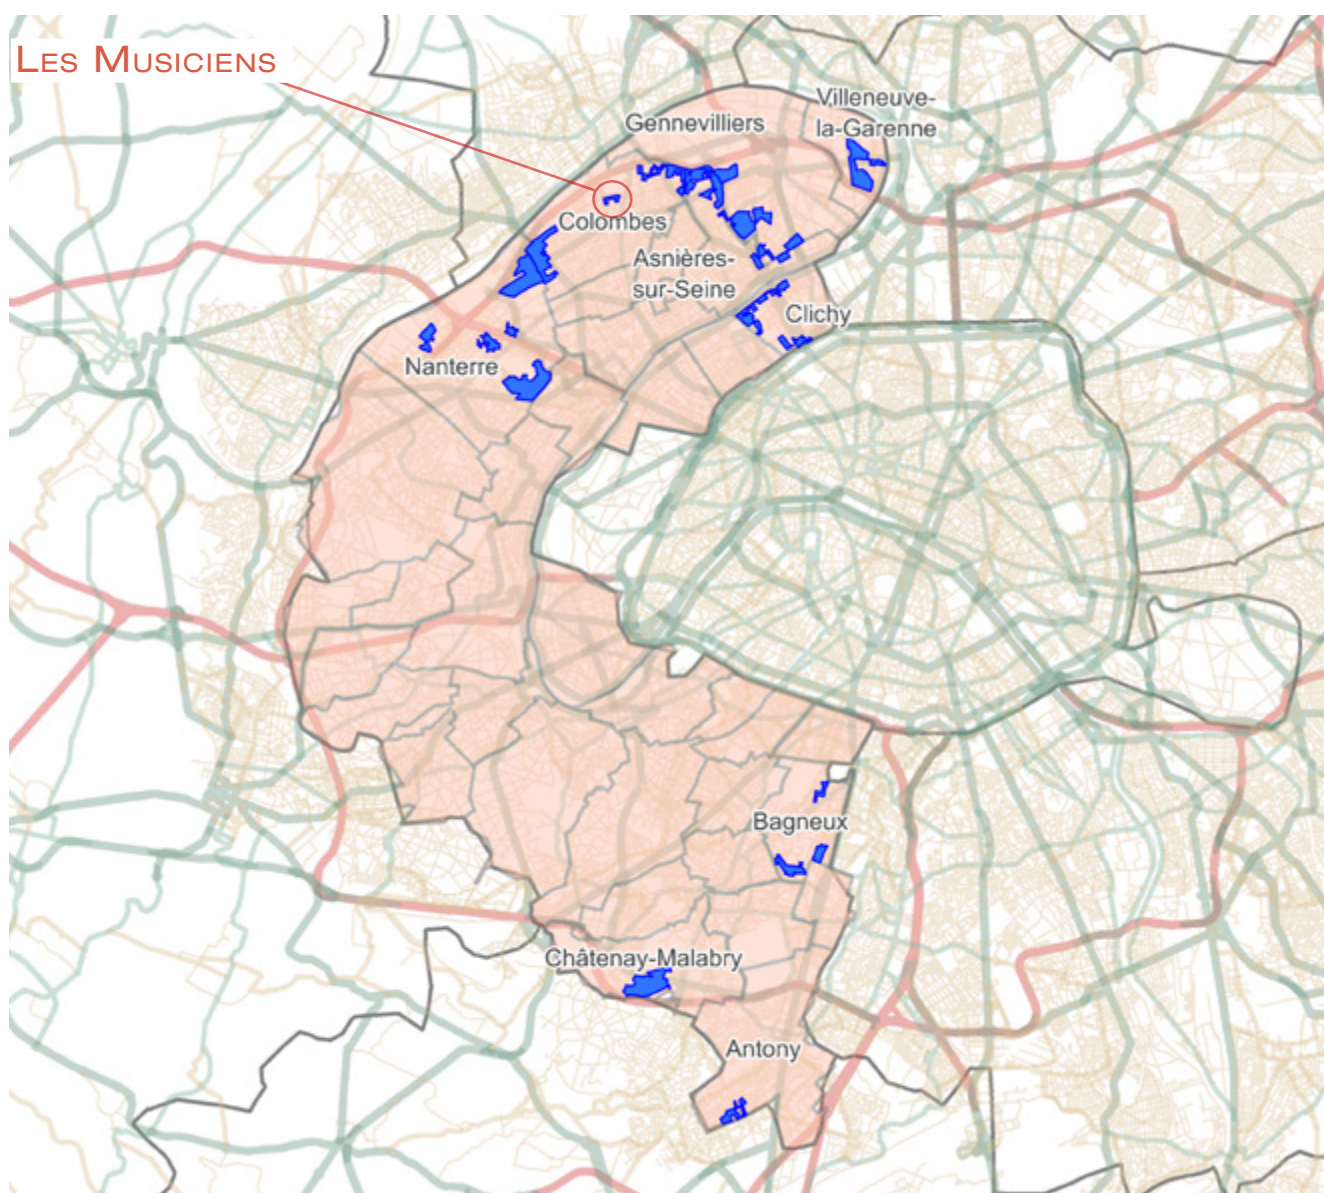 LES MUSICIENS
Villeneuve-
la-Garenne
Gennevilliers
Colombes
Asnières-
sur-Seine
Clichy
Nanterre
Bagneux
Châtenay-Malabry
Antony